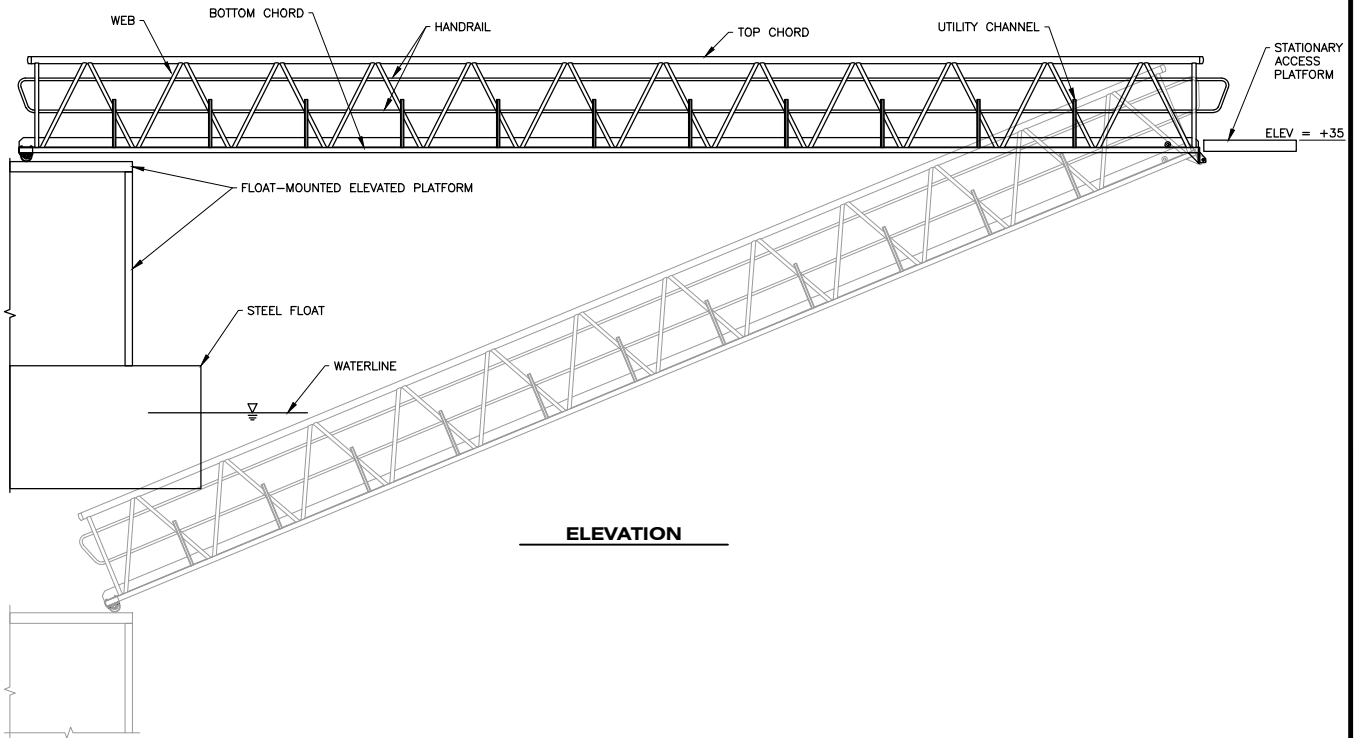 BOTTOM CHORD
WEB
HANDRAIL
TOP CHORD
UTILITY CHANNEL
STATIONARY
ACCESS
PLATFORM
ELEV = +35
FLOAT-MOUNTED ELEVATED PLATFORM
STEEL FLOAT
WATERLINE
ELEVATION